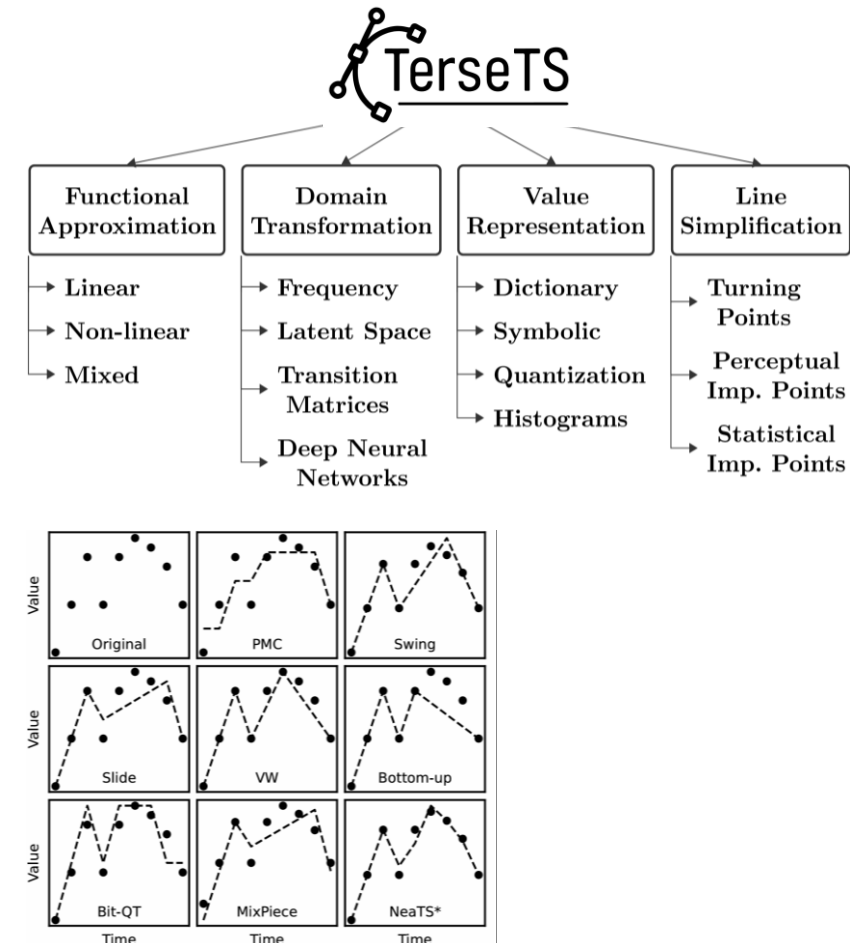 TerseTS
Functional
Approximation
Domain
Transformation
Value
Representation
Line
Simplification
Linear
Non-linear
Mixed
Frequency
Latent Space
Transition
Matrices
Deep Neural
Networks
Dictionary
Symbolic
Quantization
Histograms
Turning
Points
Perceptual
Imp. Points
Statistical
Imp. Points
Value
Original
PMC
Swing
Value
Slide
VW
Bottom-up
Value
Bit-QT
MixPiece
NeaTS*
Time
Time
Time